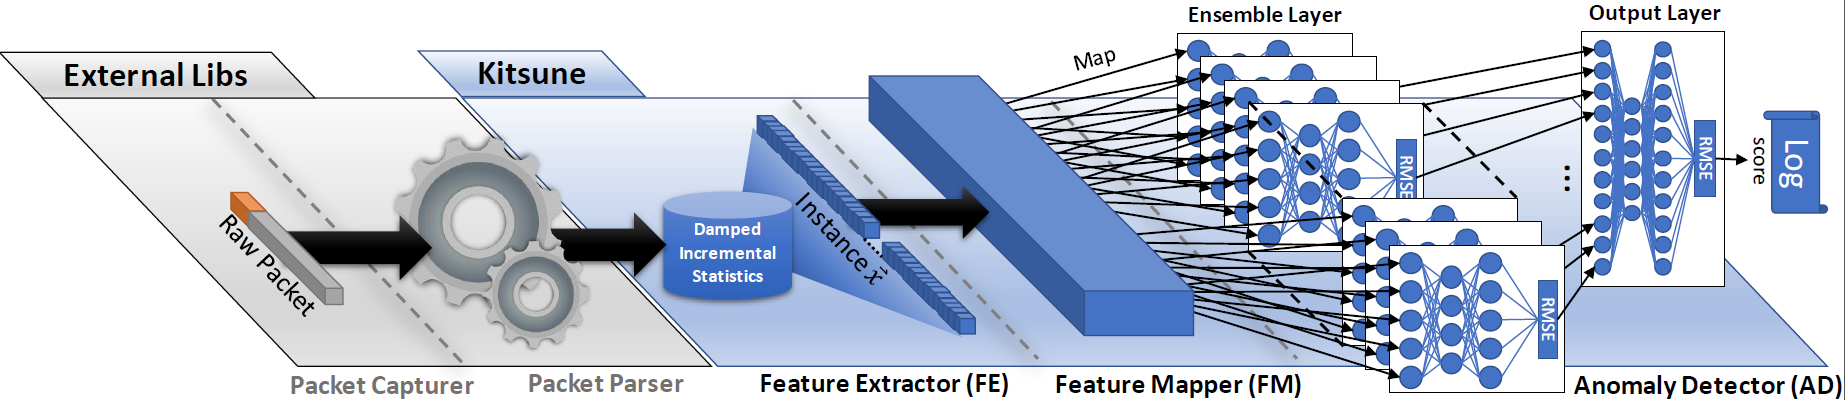 Ensemble Layer
Output Layer
External Libs
Kitsune
Map
Raw Packet
Damped
Incremental
Statistics
Instance x⃗
...
RMSE
RMSE
...
RMSE
score
Log
Packet Capturer
Packet Parser
Feature Extractor (FE)
Feature Mapper (FM)
Anomaly Detector (AD)